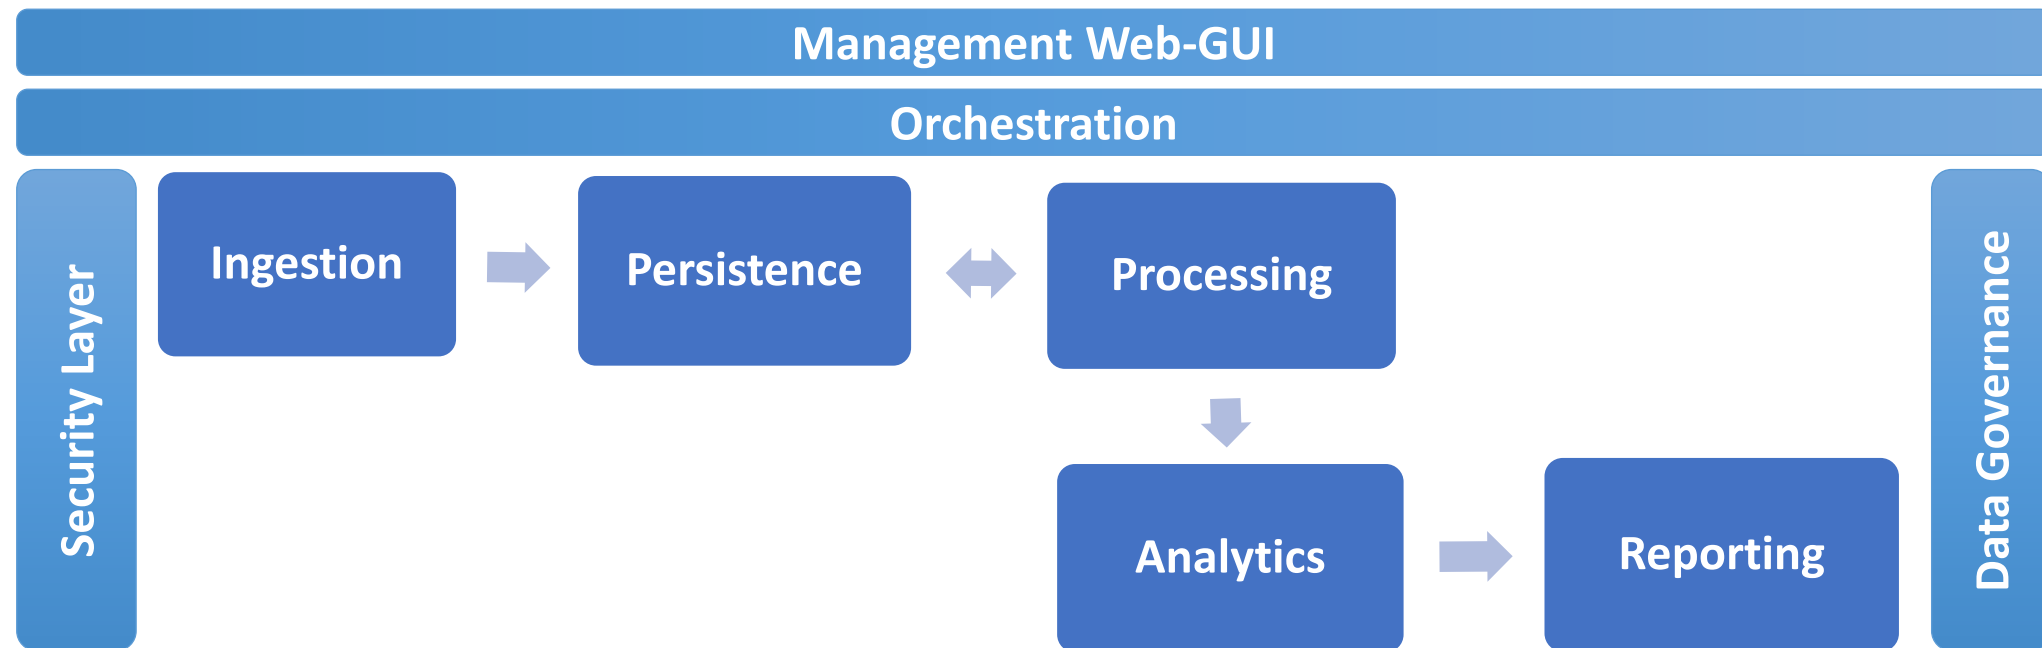 Management Web-GUI
Orchestration
Security Layer
Ingestion
Persistence
Processing
Analytics
Reporting
Data Governance